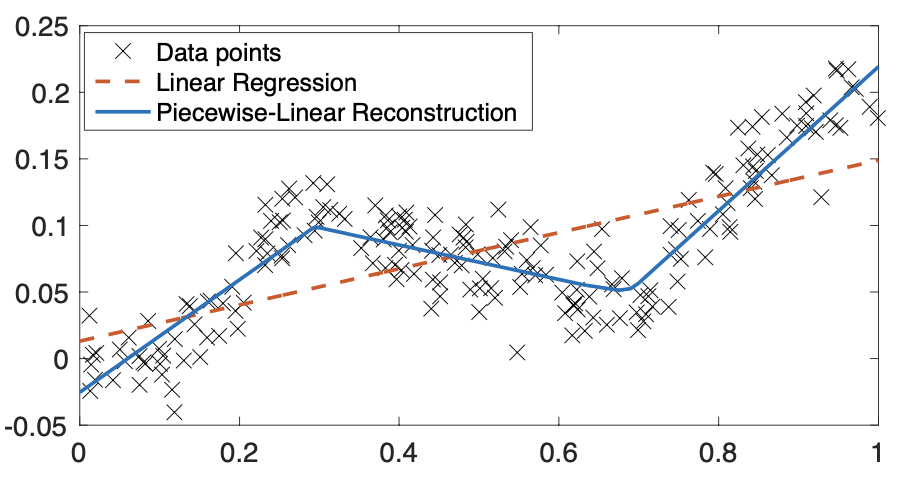 0.25
Data points
Linear Regression
0.2
Piecewise-Linear Reconstruction
0.15
0.1
0.05
0
-0.05
0 0.2 0.4 0.6 0.8 1